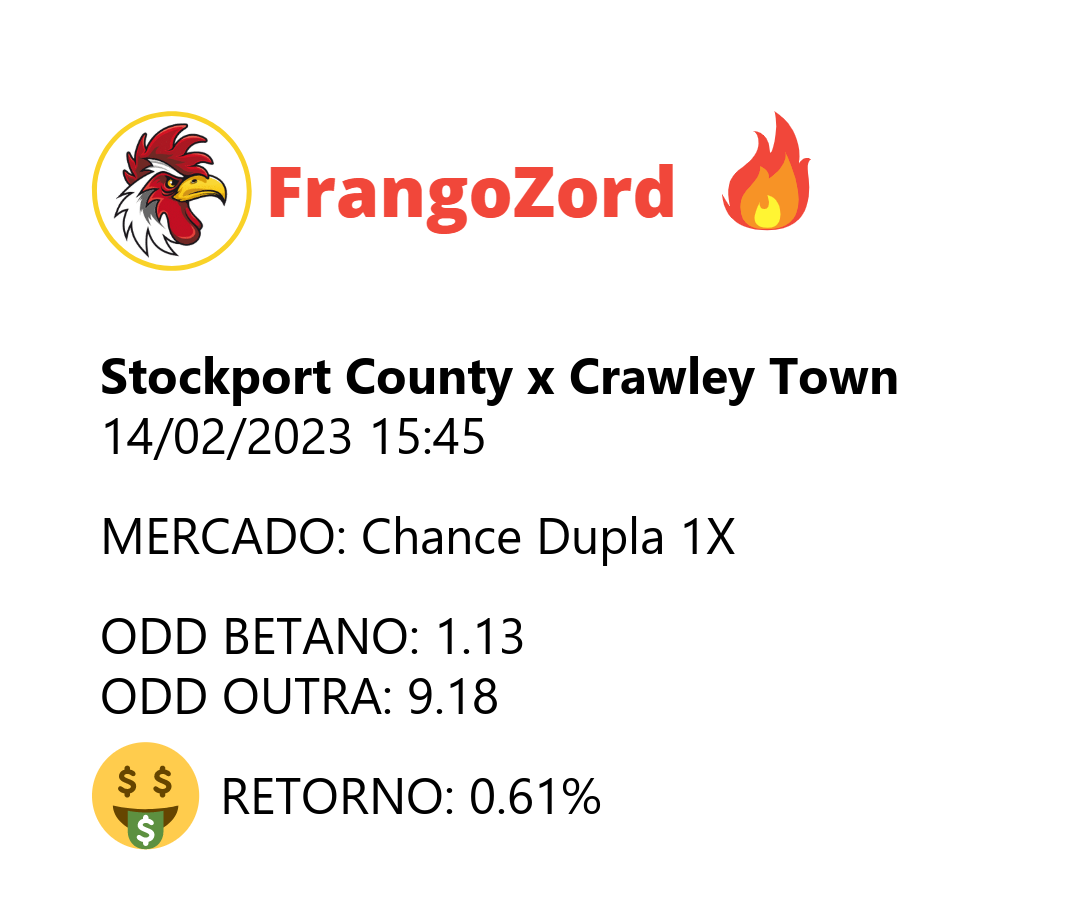 FrangoZord
Stockport County x Crawley Town
14/02/2023 15:45
MERCADO: Chance Dupla 1X
ODD BETANO: 1.13
ODD OUTRA: 9.18
RETORNO: 0.61%